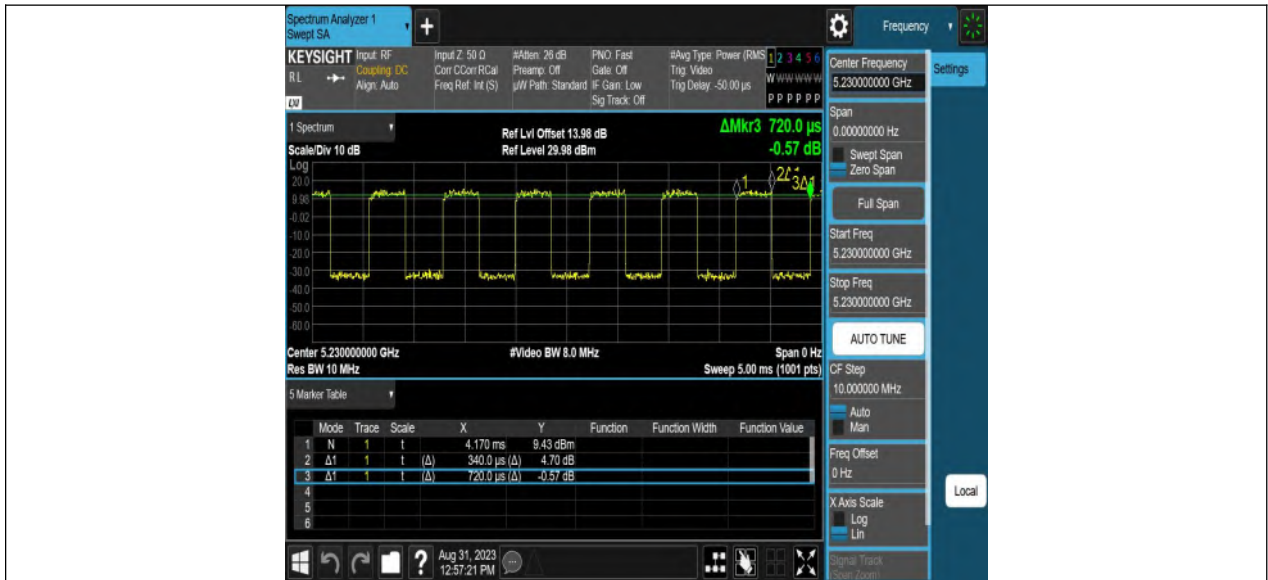 Spectrum Analyzer 1
Swept SA
+
Frequency
KEYSIGHT
RL
LXI
Input: RF
Coupling: DC
Align: Auto
Input Z: 50 Ω
Corr CCorr RCal
Freq Ref: Int (S)
#Atten: 26 dB
Preamp: Off
µW Path: Standard
PNO: Fast
Gate: Off
IF Gain: Low
Sig Track: Off
#Avg Type: Power (RMS
Trig: Video
Trig Delay: -50.00 µs
1 2 3 4 5 6
W W W W W W
P P P P P P
Center Frequency
5.230000000 GHz
Settings
1 Spectrum
Scale/Div 10 dB
Ref Lvl Offset 13.98 dB
Ref Level 29.98 dBm
ΔMkr3 720.0 µs
-0.57 dB
Log
20.0
9.98
-0.02
-10.0
-20.0
-30.0
-40.0
-50.0
-60.0
1
2Δ1
3Δ1
Span
0.00000000 Hz
Swept Span
Zero Span
Full Span
Start Freq
5.230000000 GHz
Stop Freq
5.230000000 GHz
AUTO TUNE
Center 5.230000000 GHz
Res BW 10 MHz
#Video BW 8.0 MHz
Span 0 Hz
Sweep 5.00 ms (1001 pts)
CF Step
10.000000 MHz
Auto
Man
5 Marker Table
Mode Trace Scale X Y Function Function Width Function Value
1 N 1 t 4.170 ms 9.43 dBm
2 Δ1 1 t (Δ) 340.0 µs (Δ) 4.70 dB
3 Δ1 1 t (Δ) 720.0 µs (Δ) -0.57 dB
4
5
6
Freq Offset
0 Hz
X Axis Scale
Log
Lin
Local
Signal Track
(Span Zoom)
?
Aug 31, 2023
12:57:21 PM